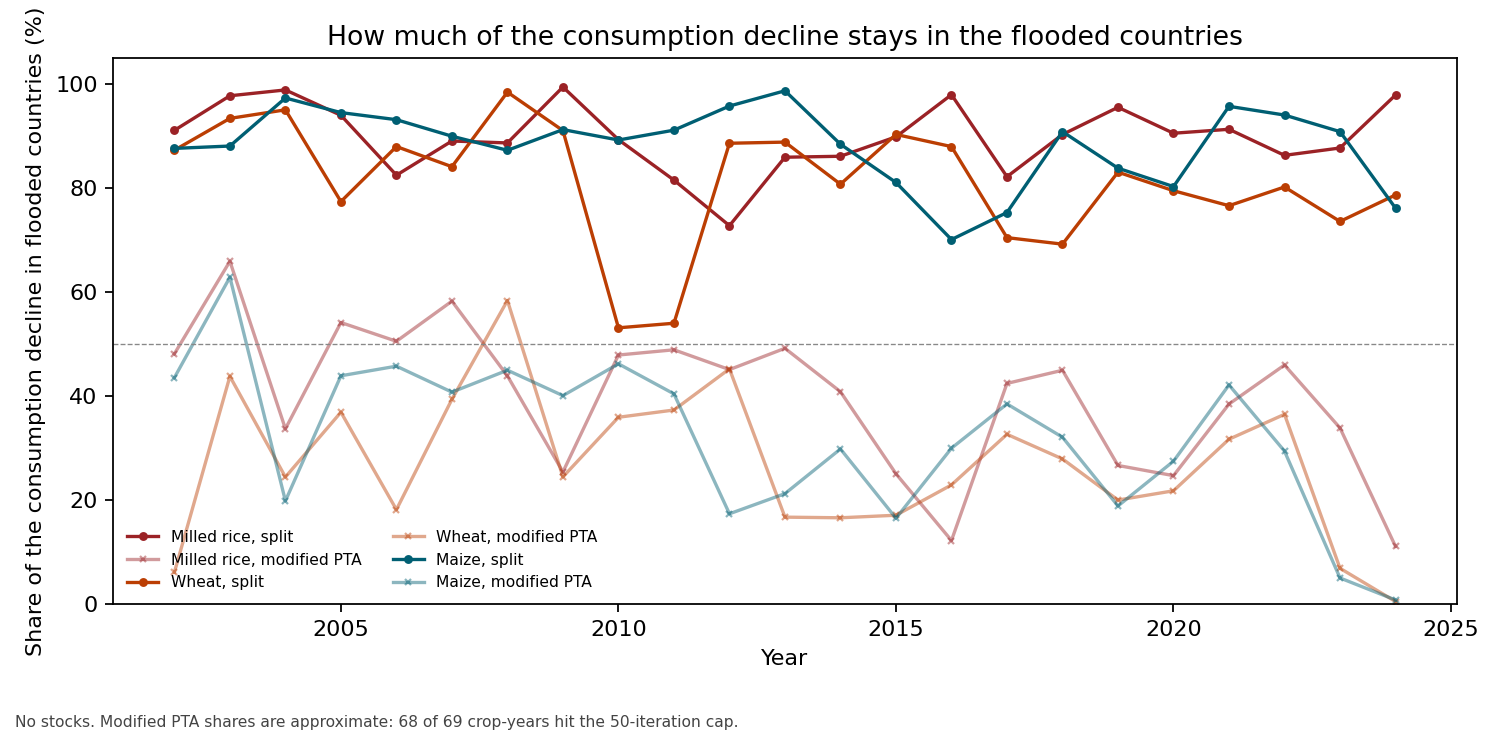 How much of the consumption decline stays in the flooded countries
Share of the consumption decline in flooded countries (%)
100
80
60
40
20
0
Milled rice, split
Milled rice, modified PTA
Wheat, split
Wheat, modified PTA
Maize, split
Maize, modified PTA
2005
2010
2015
2020
2025
Year
No stocks. Modified PTA shares are approximate: 68 of 69 crop-years hit the 50-iteration cap.